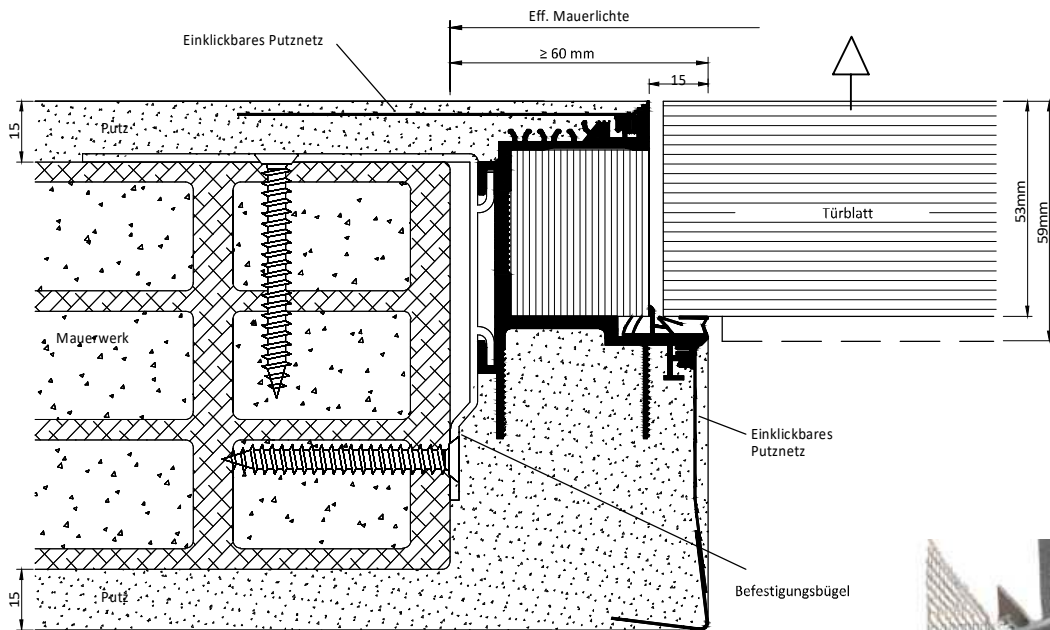 Eff. Mauerlichte
Einklickbares Putznetz
≥ 60 mm
15
15
Putz
Türblatt
53mm
59mm
Mauerwerk
Einklickbares
Putznetz
Befestigungsbügel
15
Putz